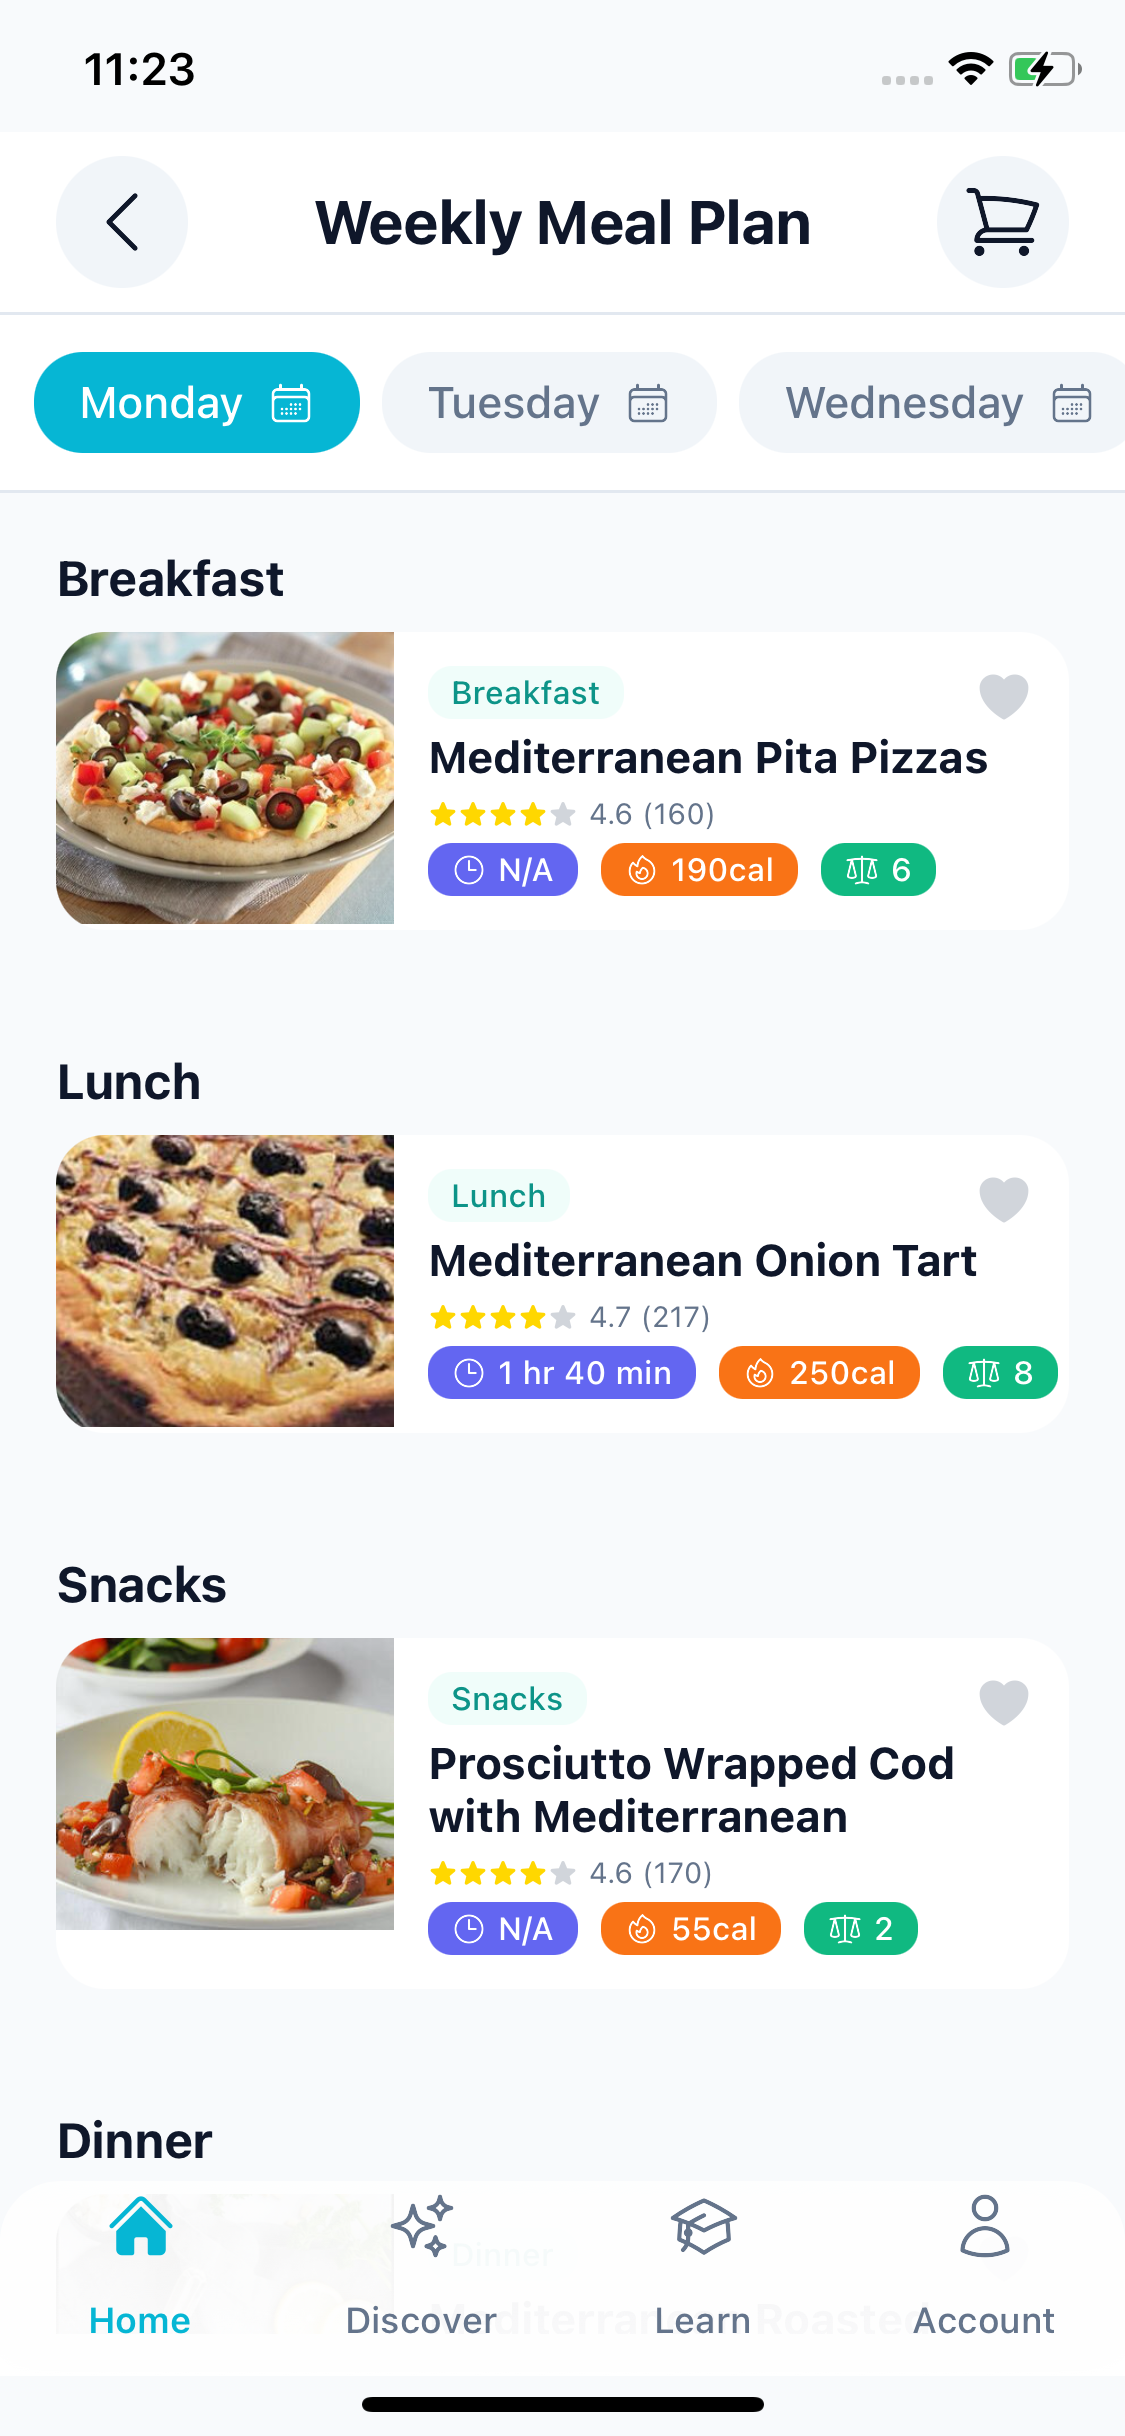 11:23
Weekly Meal Plan
Monday
Tuesday
Wednesday
Breakfast
Breakfast
Mediterranean Pita Pizzas
4.6 (160)
N/A
190cal
6
Lunch
Lunch
Mediterranean Onion Tart
4.7 (217)
1 hr 40 min
250cal
8
Snacks
Snacks
Prosciutto Wrapped Cod
with Mediterranean
4.6 (170)
N/A
55cal
2
Dinner
Dinner
Mediterranean Roasted
Home
Discover
Learn
Account